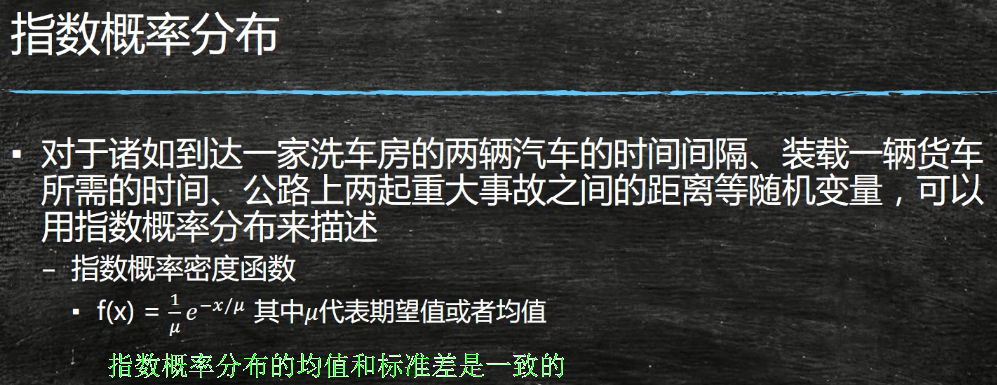 指数概率分布
▪ 对于诸如到达一家洗车房的两辆汽车的时间间隔、装载一辆货车
所需的时间、公路上两起重大事故之间的距离等随机变量，可以
用指数概率分布来描述
– 指数概率密度函数
▪ f(x) = \frac{1}{μ} e^{-x/μ} 其中μ代表期望值或者均值
指数概率分布的均值和标准差是一致的